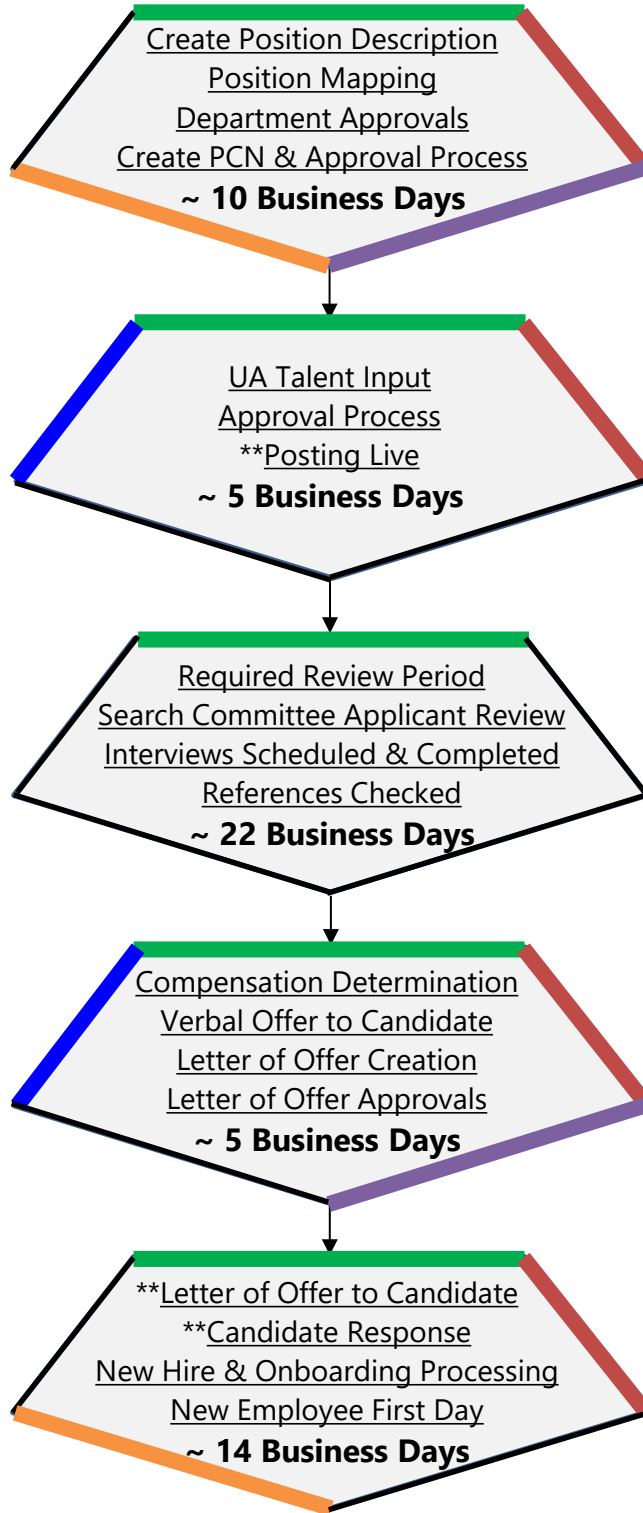 Create Position Description
Position Mapping
Department Approvals
Create PCN & Approval Process
~ 10 Business Days
UA Talent Input
Approval Process
**Posting Live
~ 5 Business Days
Required Review Period
Search Committee Applicant Review
Interviews Scheduled & Completed
References Checked
~ 22 Business Days
Compensation Determination
Verbal Offer to Candidate
Letter of Offer Creation
Letter of Offer Approvals
~ 5 Business Days
**Letter of Offer to Candidate
**Candidate Response
New Hire & Onboarding Processing
New Employee First Day
~ 14 Business Days